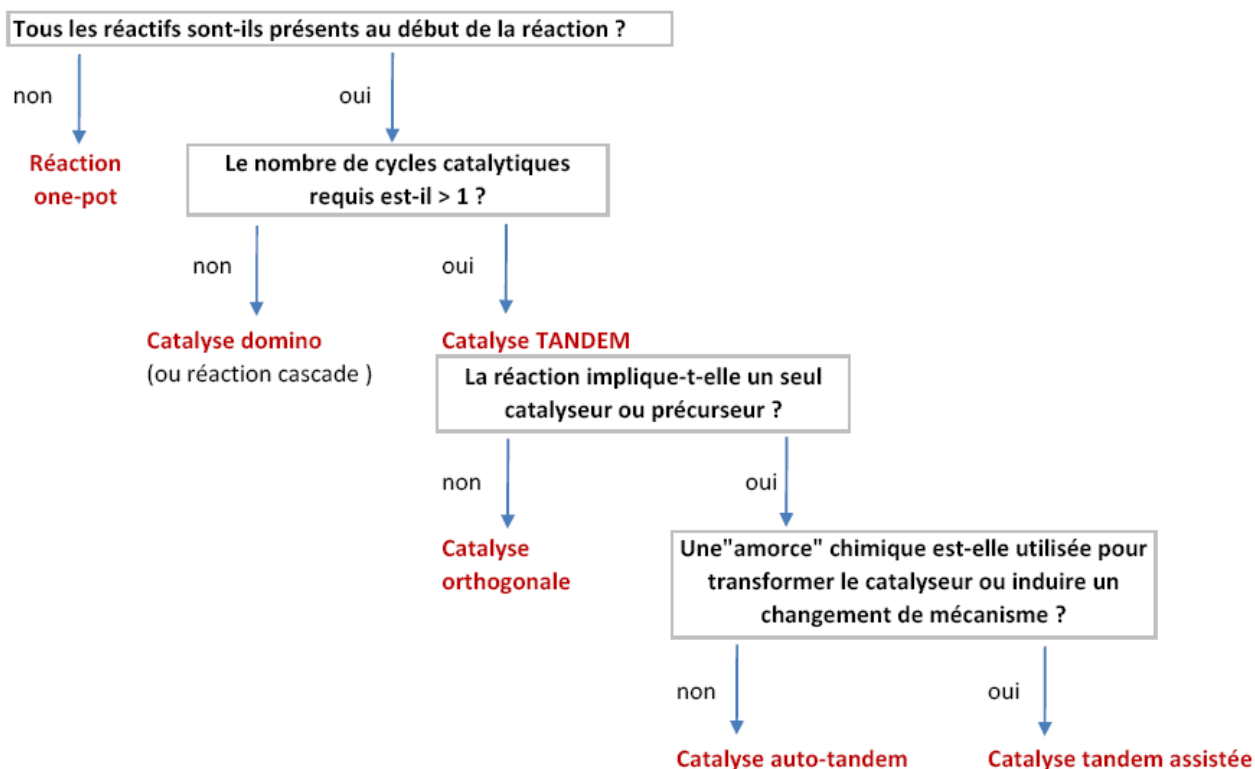 Tous les réactifs sont-ils présents au début de la réaction ?
non
oui
Réaction
one-pot
Le nombre de cycles catalytiques
requis est-il > 1 ?
non
oui
Catalyse domino
(ou réaction cascade )
Catalyse TANDEM
La réaction implique-t-elle un seul
catalyseur ou précurseur ?
non
oui
Catalyse
orthogonale
Une"amorce" chimique est-elle utilisée pour
transformer le catalyseur ou induire un
changement de mécanisme ?
non
oui
Catalyse auto-tandem
Catalyse tandem assistée